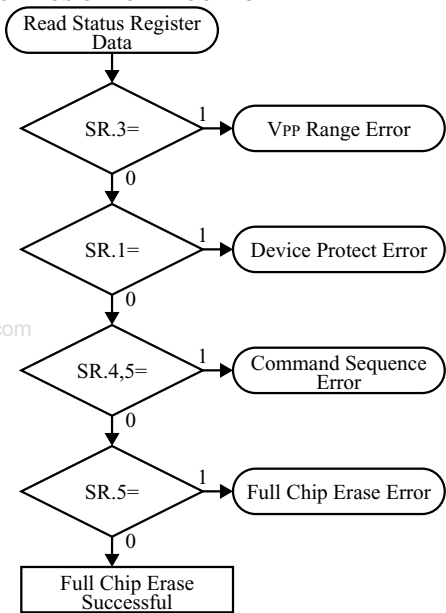 Read Status Register
Data
SR.3=
1
VPP Range Error
0
SR.1=
1
Device Protect Error
0
com
SR.4,5=
1
Command Sequence
Error
0
SR.5=
1
Full Chip Erase Error
0
Full Chip Erase
Successful